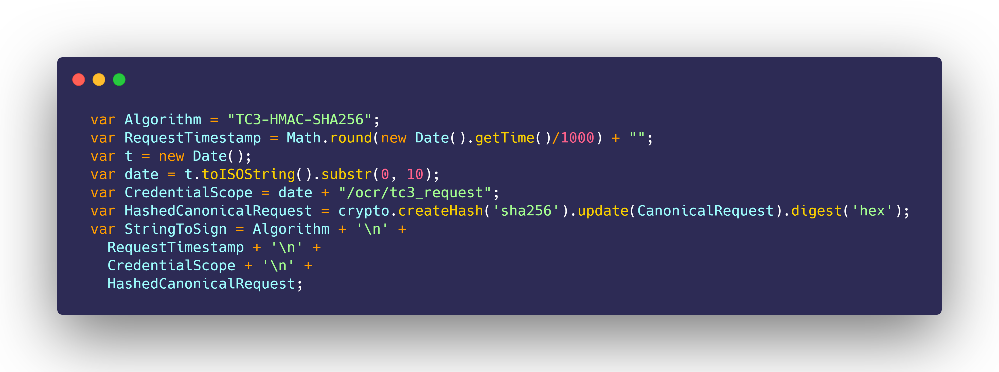 var Algorithm = "TC3-HMAC-SHA256";
var RequestTimestamp = Math.round(new Date().getTime()/1000) + "";
var t = new Date();
var date = t.toISOString().substr(0, 10);
var CredentialScope = date + "/ocr/tc3_request";
var HashedCanonicalRequest = crypto.createHash('sha256').update(CanonicalRequest).digest('hex');
var StringToSign = Algorithm + '\n' +
  RequestTimestamp + '\n' +
  CredentialScope + '\n' +
  HashedCanonicalRequest;